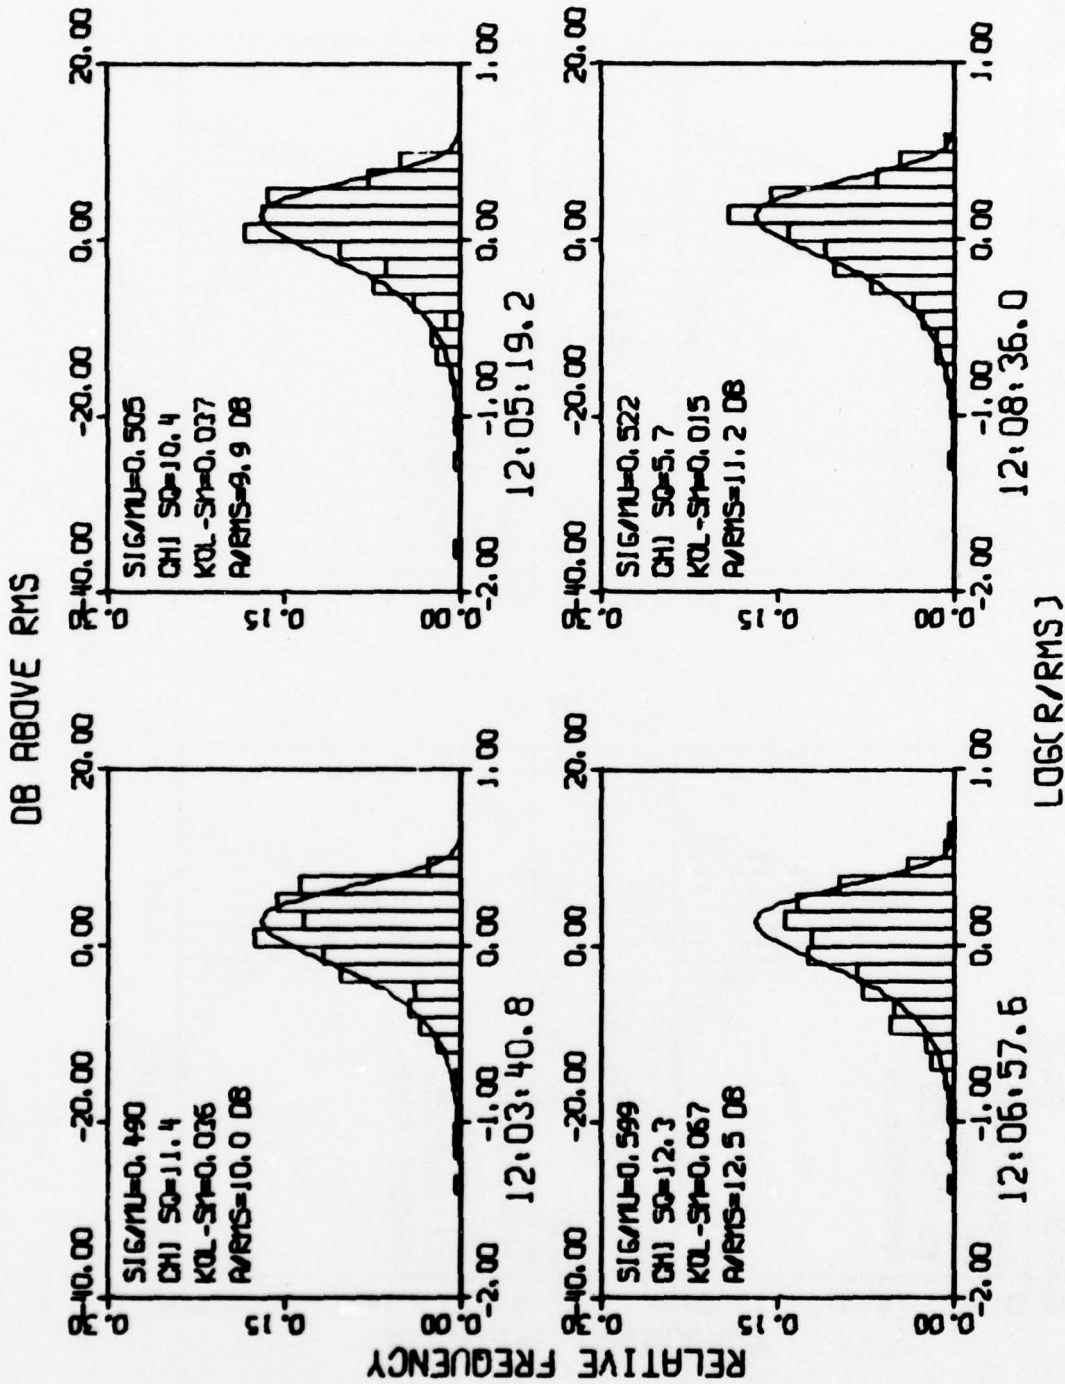 DB ABOVE RMS
-40.00 -20.00 0.00 20.00
-40.00 -20.00 0.00 20.00
0.30
0.15
0.00
SIG/MU=0.490
CHI SQ=11.4
KOL-SM=0.036
A/RMS=10.0 DB
-2.00 -1.00 0.00 1.00
12:03:40.8
0.30
0.15
0.00
SIG/MU=0.505
CHI SQ=10.4
KOL-SM=0.037
A/RMS=9.9 DB
-2.00 -1.00 0.00 1.00
12:05:19.2
RELATIVE FREQUENCY
-40.00 -20.00 0.00 20.00
0.30
0.15
0.00
SIG/MU=0.599
CHI SQ=12.3
KOL-SM=0.067
A/RMS=12.5 DB
-2.00 -1.00 0.00 1.00
12:06:57.6
-40.00 -20.00 0.00 20.00
0.30
0.15
0.00
SIG/MU=0.522
CHI SQ=5.7
KOL-SM=0.015
A/RMS=11.2 DB
-2.00 -1.00 0.00 1.00
12:08:36.0
LOG(R/RMS)